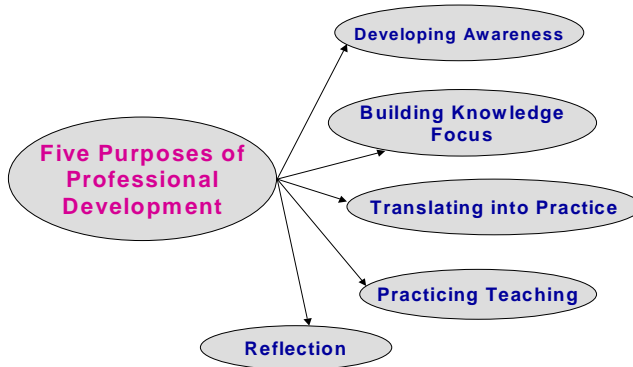 Developing Awareness
Building Knowledge
Focus
Five Purposes of
Professional
Development
Translating into Practice
Practicing Teaching
Reflection